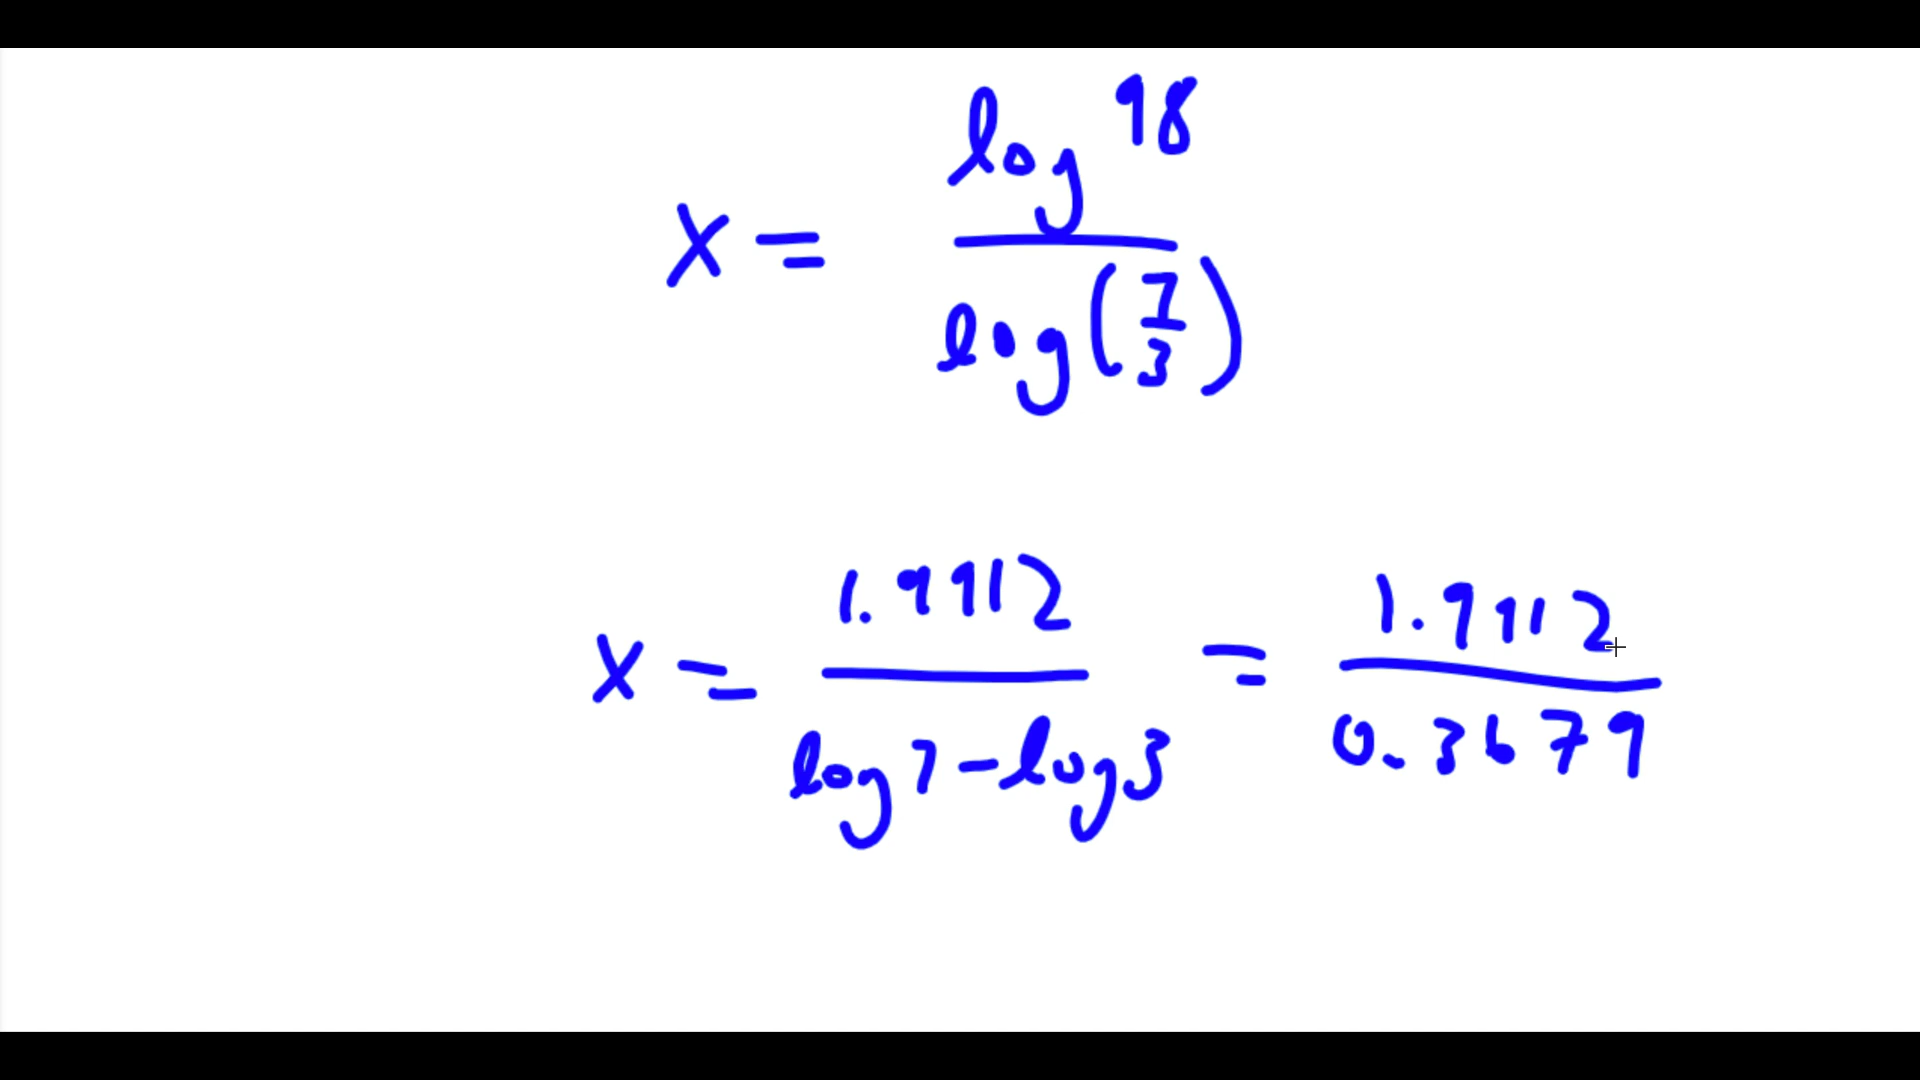 x = log 98 / log(7/3)
x = 1.9912 / log 7 - log 3 = 1.9912 / 0.3679